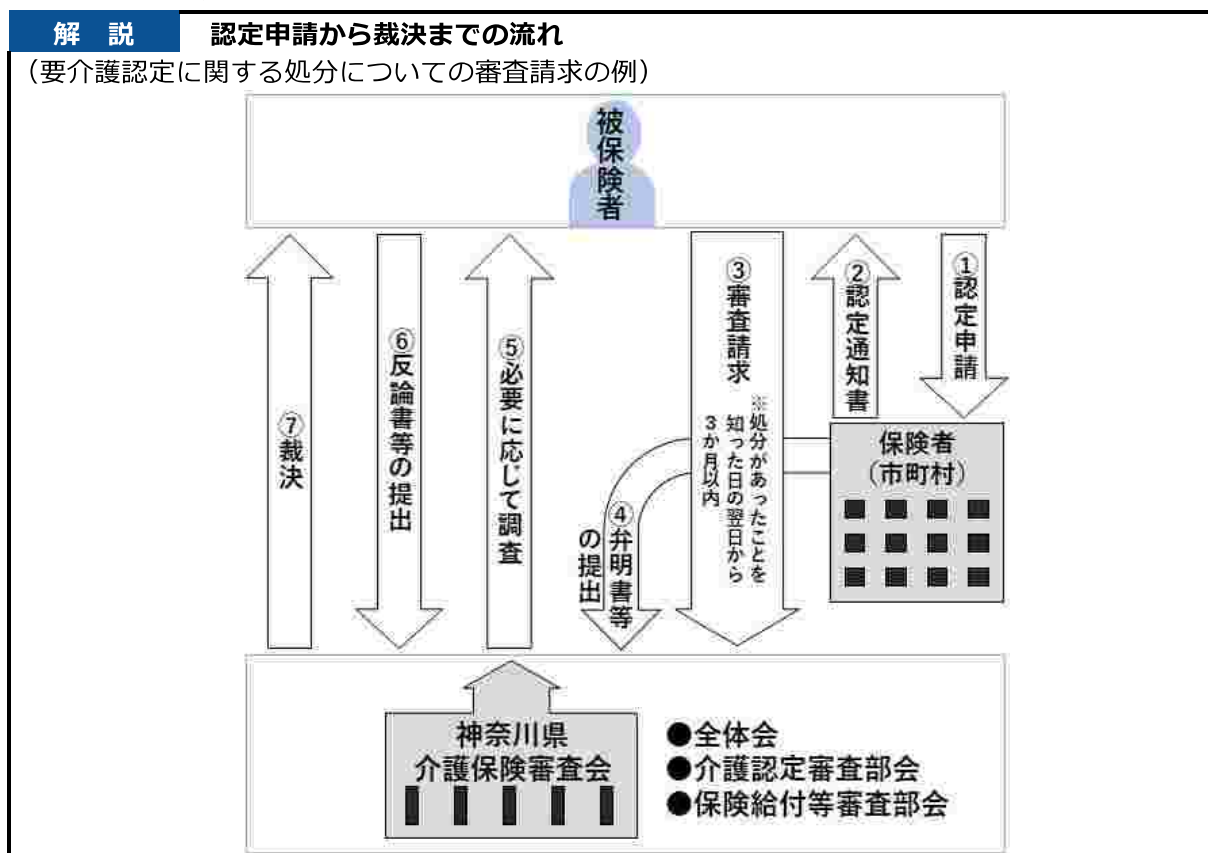 解説 認定申請から裁決までの流れ
（要介護認定に関する処分についての審査請求の例）
被保険者
①認定申請
②認定通知書
③審査請求
※処分があったことを
知った日の翌日から
３か月以内
保険者
（市町村）
④弁明書等
の提出
⑤必要に応じて調査
⑥反論書等の提出
⑦裁決
神奈川県
介護保険審査会
●全体会
●介護認定審査部会
●保険給付等審査部会